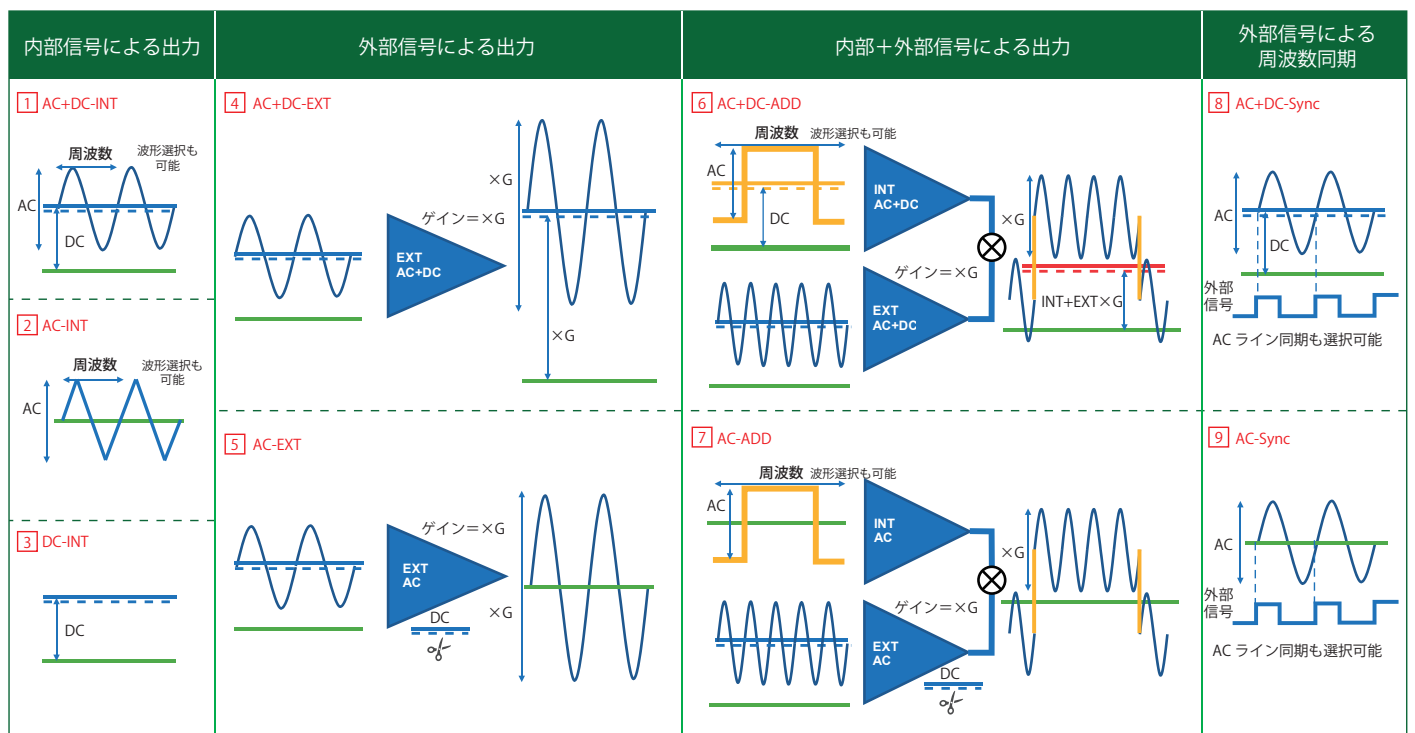 内部信号による出力
外部信号による出力
内部＋外部信号による出力
外部信号による
周波数同期
1 AC+DC-INT
周波数
波形選択も
可能
AC
DC
2 AC-INT
周波数
波形選択も
可能
AC
3 DC-INT
DC
4 AC+DC-EXT
×G
ゲイン＝×G
EXT
AC+DC
×G
5 AC-EXT
ゲイン＝×G
EXT
AC
DC
×G
6 AC+DC-ADD
周波数 波形選択も可能
AC
DC
INT
AC+DC
×G
ゲイン＝×G
EXT
AC+DC
INT+EXT×G
7 AC-ADD
周波数 波形選択も可能
AC
INT
AC
×G
ゲイン＝×G
EXT
AC
DC
8 AC+DC-Sync
AC
DC
外部
信号
AC ライン同期も選択可能
9 AC-Sync
AC
外部
信号
AC ライン同期も選択可能